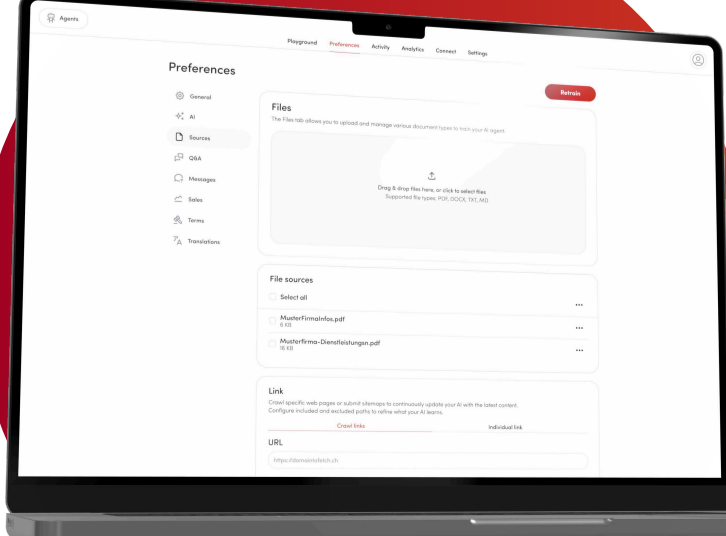 Agents
Playground Preferences Activity Analytics Connect Settings
Preferences
Retrain
General
AI
Sources
Q&A
Messages
Sales
Terms
Translations
Files
The Files tab allows you to upload and manage various document types to train your AI agent.
Drag & drop files here, or click to select files
Supported file types: PDF, DOCX, TXT, MD
File sources
Select all
MusterFirmaInfos.pdf
6 KB
Musterfirma-Dienstleistungsn.pdf
16 KB
Link
Crawl specific web pages or submit sitemaps to continuously update your AI with the latest content.
Configure included and excluded paths to refine what your AI learns.
Crawl links Individual link
URL
https://domaintofetch.ch